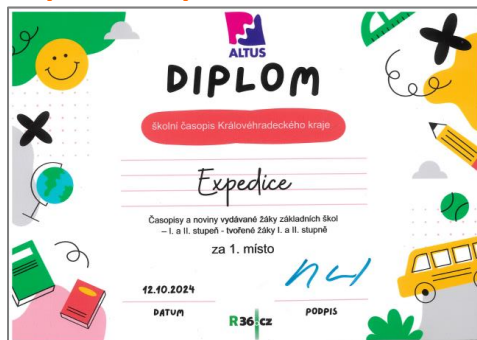 ALTUS
DIPLOM
školní časopis Královéhradeckého kraje
Expedice
Časopisy a noviny vydávané žáky základních škol
– I. a II. stupeň - tvořené žáky I. a II. stupně
za 1. místo
12.10.2024
DATUM
R36.cz
PODPIS